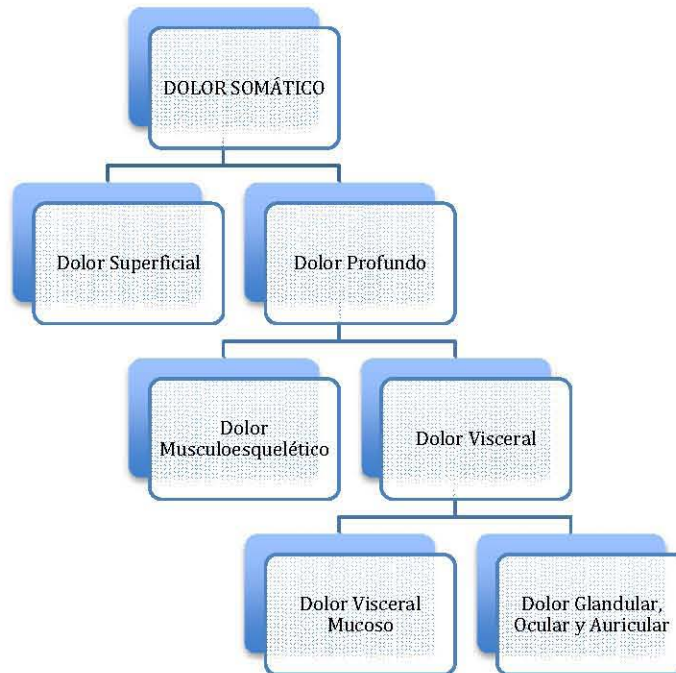 DOLOR SOMÁTICO
Dolor Superficial
Dolor Profundo
Dolor
Musculoesquelético
Dolor Visceral
Dolor Visceral
Mucoso
Dolor Glandular,
Ocular y Auricular